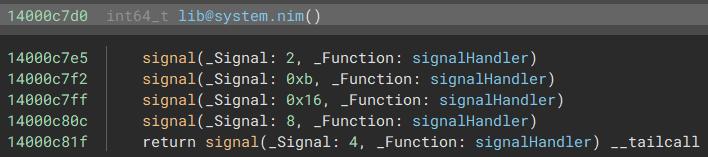 14000c7d0 int64_t lib@system.nim()
14000c7e5 signal(_Signal: 2, _Function: signalHandler)
14000c7f2 signal(_Signal: 0xb, _Function: signalHandler)
14000c7ff signal(_Signal: 0x16, _Function: signalHandler)
14000c80c signal(_Signal: 8, _Function: signalHandler)
14000c81f return signal(_Signal: 4, _Function: signalHandler) __tailcall